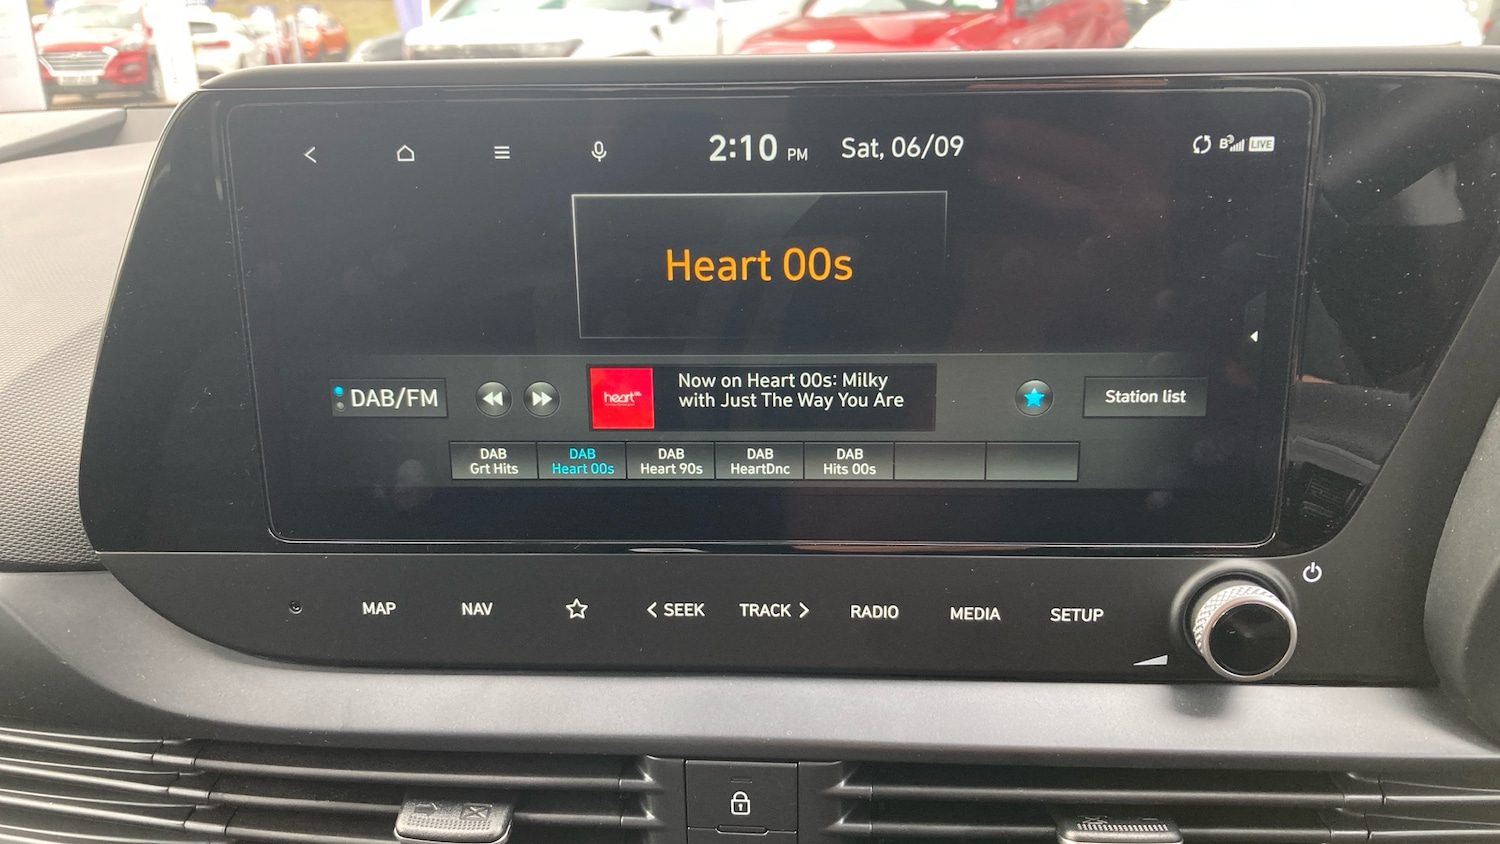 2:10 PM Sat, 06/09
LIVE
Heart 00s
DAB/FM
heart
Now on Heart 00s: Milky
with Just The Way You Are
Station list
DAB
Grt Hits
DAB
Heart 00s
DAB
Heart 90s
DAB
HeartDnc
DAB
Hits 00s
MAP
NAV
< SEEK
TRACK >
RADIO
MEDIA
SETUP